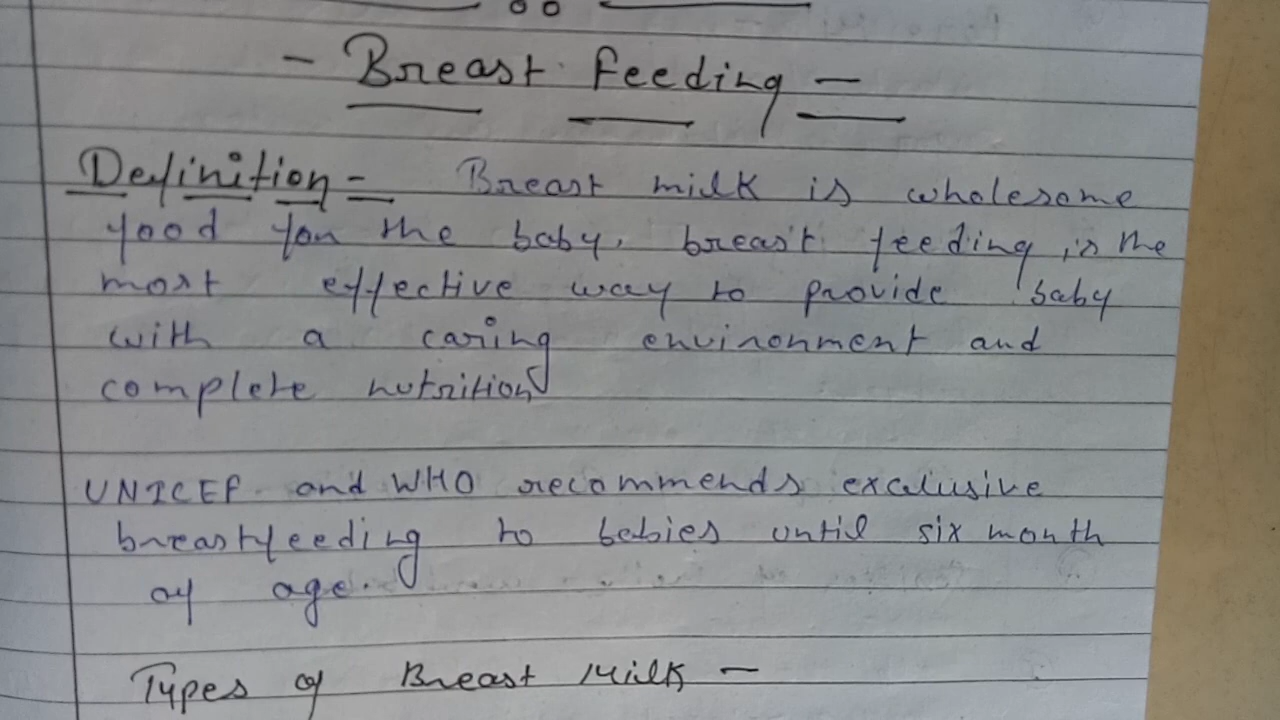 - Breast Feeding -
Definition - Breast milk is wholesome
food for the baby. breast feeding is the
most effective way to provide baby
with a caring environment and
complete nutrition
UNICEF and WHO recommends exclusive
breastfeeding to babies until six month
of age.
Types of Breast Milk -